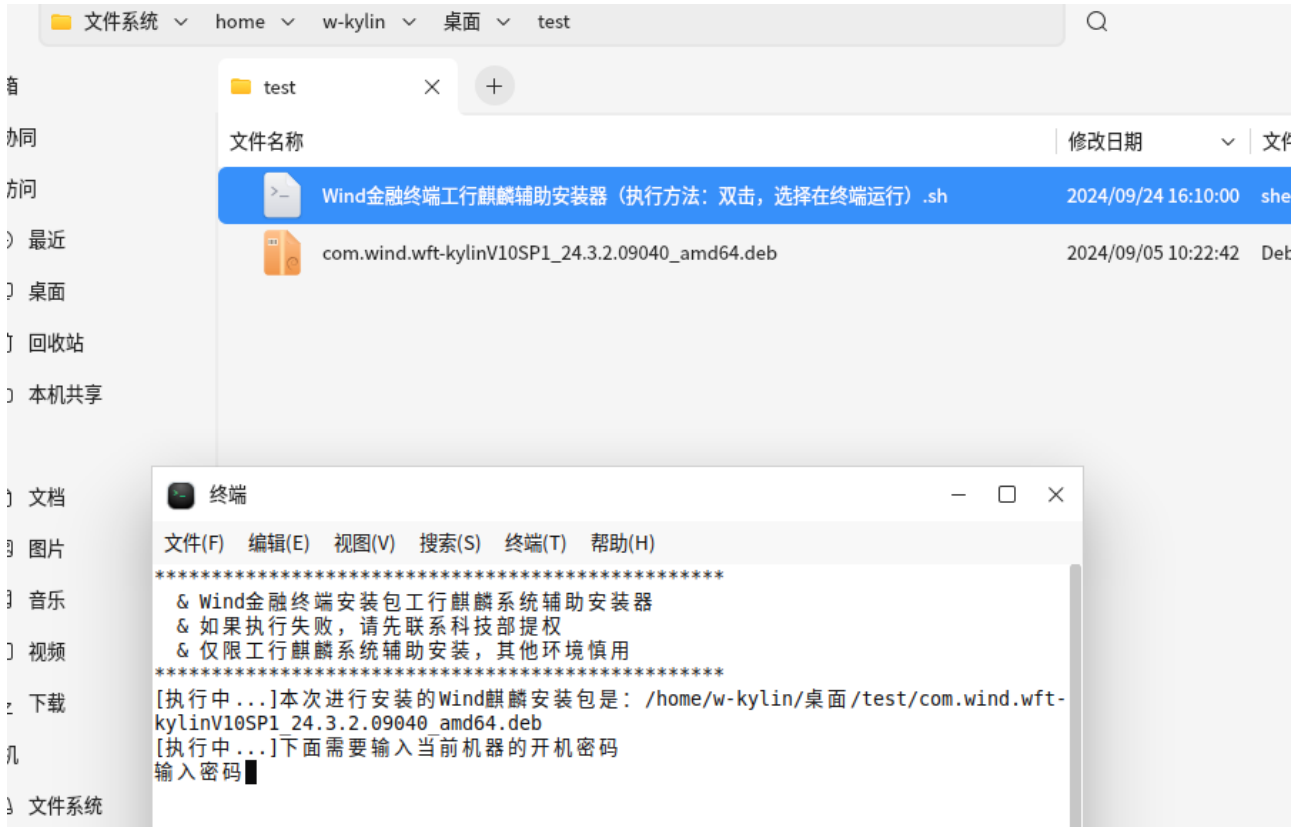 文件系统 home w-kylin 桌面 test
test
文件名称 修改日期
Wind金融终端工行麒麟辅助安装器（执行方法：双击，选择在终端运行）.sh 2024/09/24 16:10:00 she
com.wind.wft-kylinV10SP1_24.3.2.09040_amd64.deb 2024/09/05 10:22:42 Deb
最近
桌面
回收站
本机共享
文档
图片
音乐
视频
下载
文件系统
终端
文件(F) 编辑(E) 视图(V) 搜索(S) 终端(T) 帮助(H)
**************************************************
& Wind金融终端安装包工行麒麟系统辅助安装器
& 如果执行失败，请先联系科技部提权
& 仅限工行麒麟系统辅助安装，其他环境慎用
**************************************************
[执行中...]本次进行安装的Wind麒麟安装包是：/home/w-kylin/桌面/test/com.wind.wft-
kylinV10SP1_24.3.2.09040_amd64.deb
[执行中...]下面需要输入当前机器的开机密码
输入密码